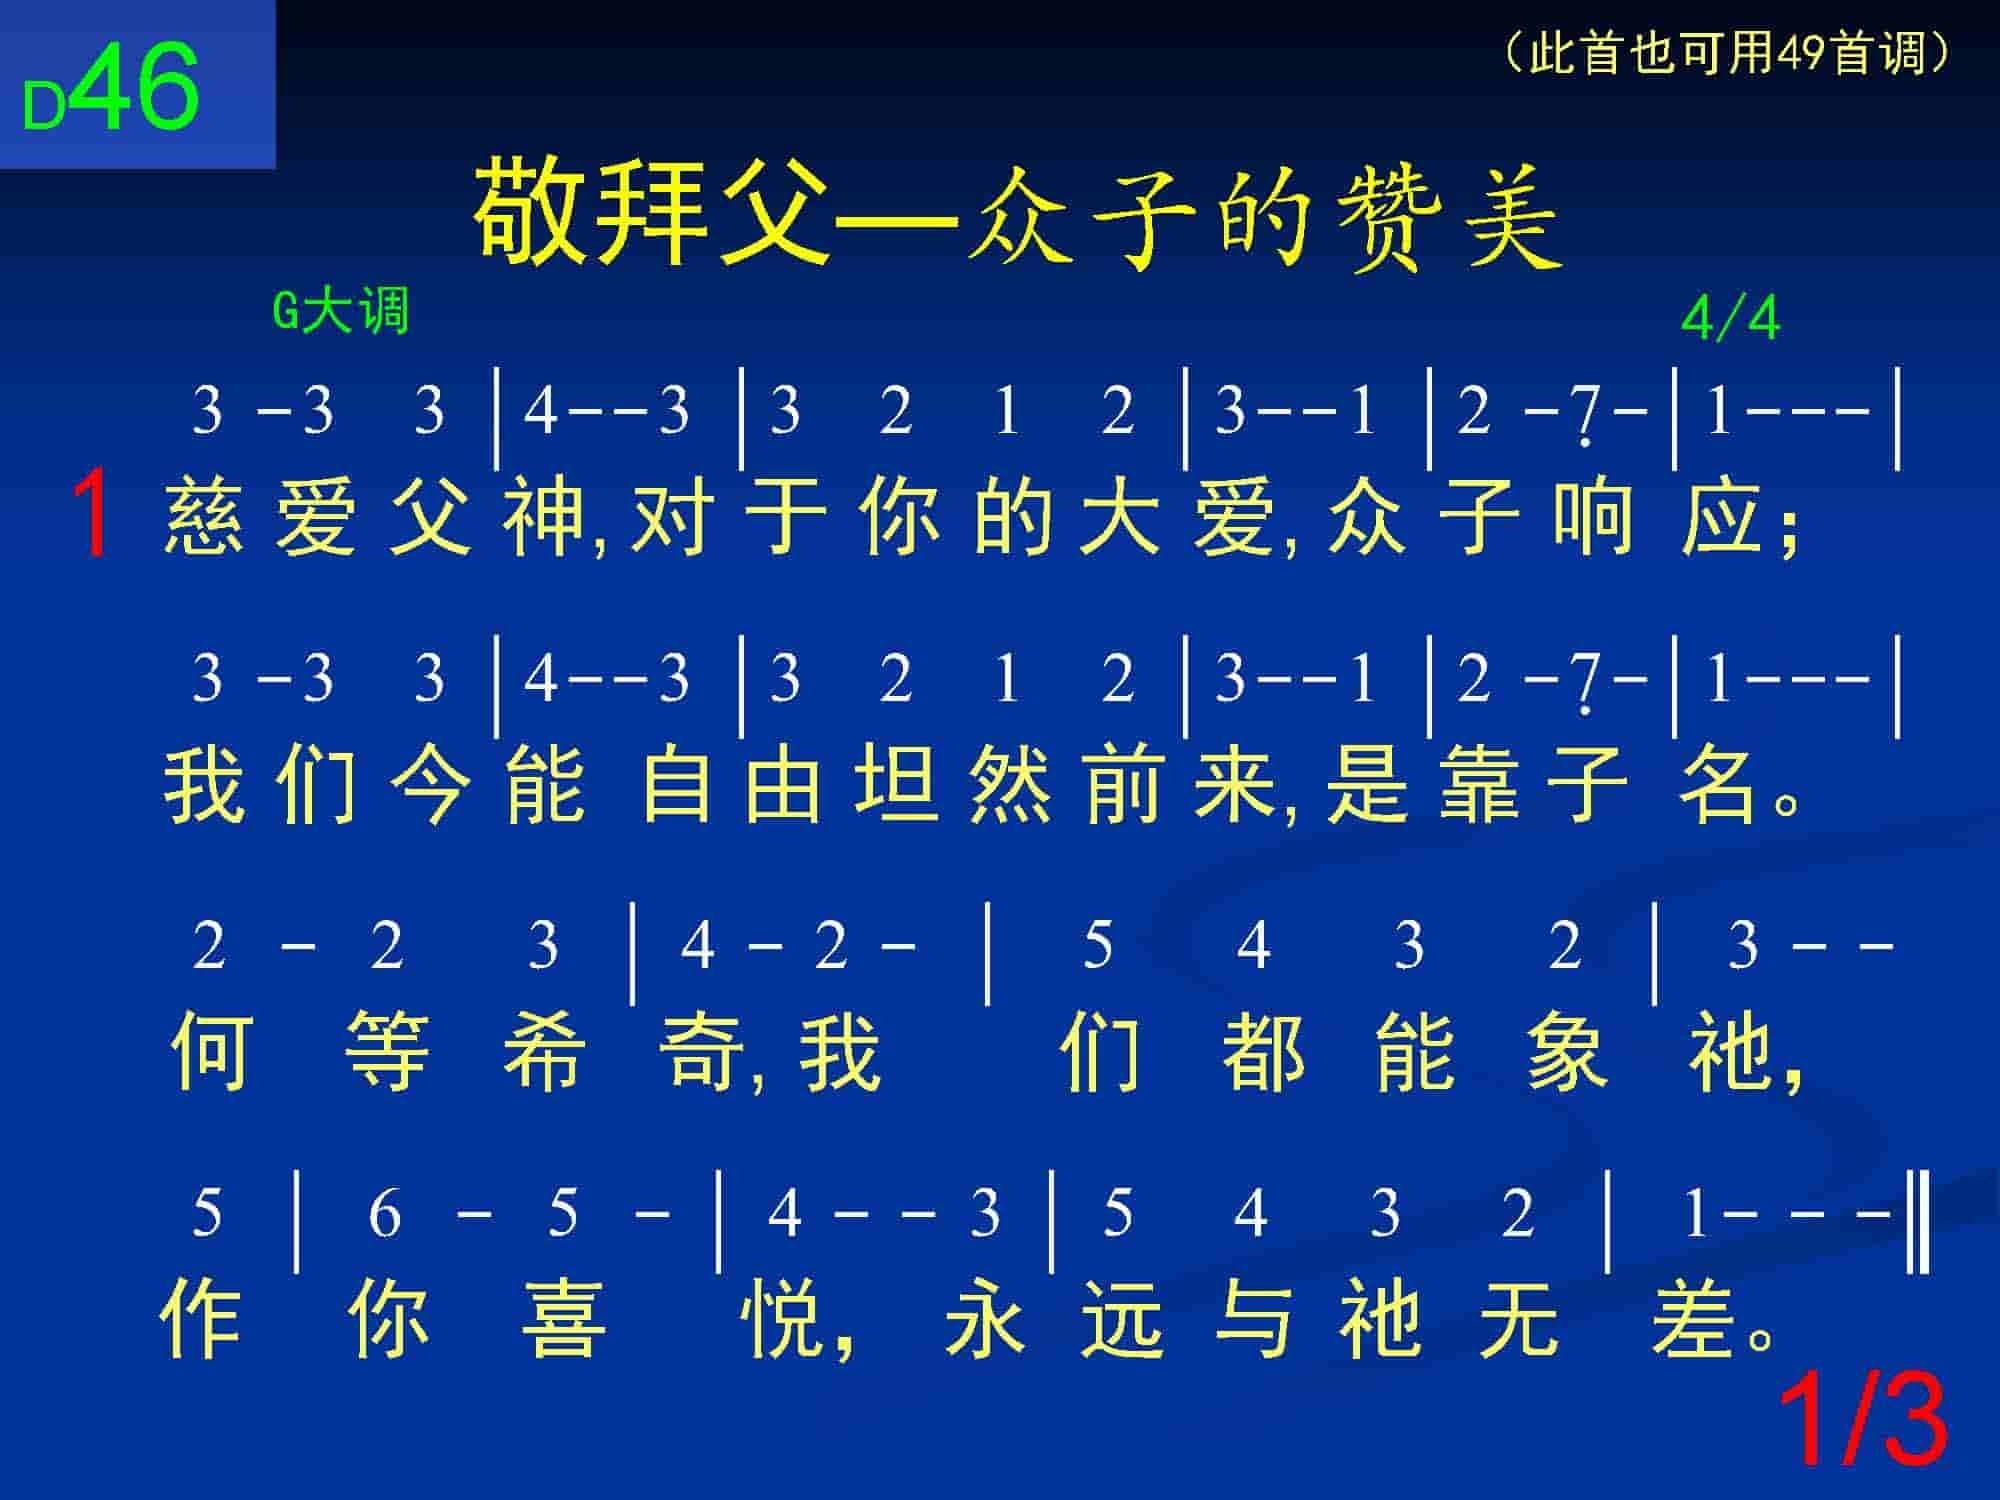 D46
（此首也可用49首调）
敬拜父—众子的赞美
G大调 4/4
3 -3 3 |4--3 |3 2 1 2 |3--1 |2 -7̣- |1---|
1 慈爱父神,对于你的大爱,众子响应；
3 -3 3 |4--3 |3 2 1 2 |3--1 |2 -7̣- |1---|
我们今能 自由坦然前来,是靠子名。
2 - 2 3 | 4 - 2 - | 5 4 3 2 | 3 - -
何等希奇,我们都能象祂，
5 | 6 - 5 - | 4 - - 3 | 5 4 3 2 | 1- - -‖
作你喜悦，永远与祂无差。
1/3